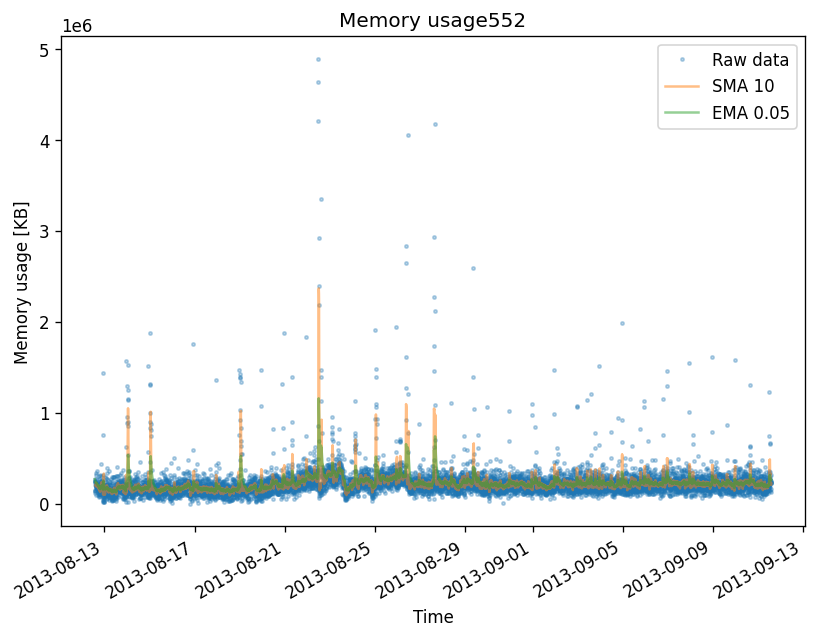 Memory usage552
1e6
5
4
3
2
1
0
Memory usage [KB]
Raw data
SMA 10
EMA 0.05
2013-08-13
2013-08-17
2013-08-21
2013-08-25
2013-08-29
2013-09-01
2013-09-05
2013-09-09
2013-09-13
Time